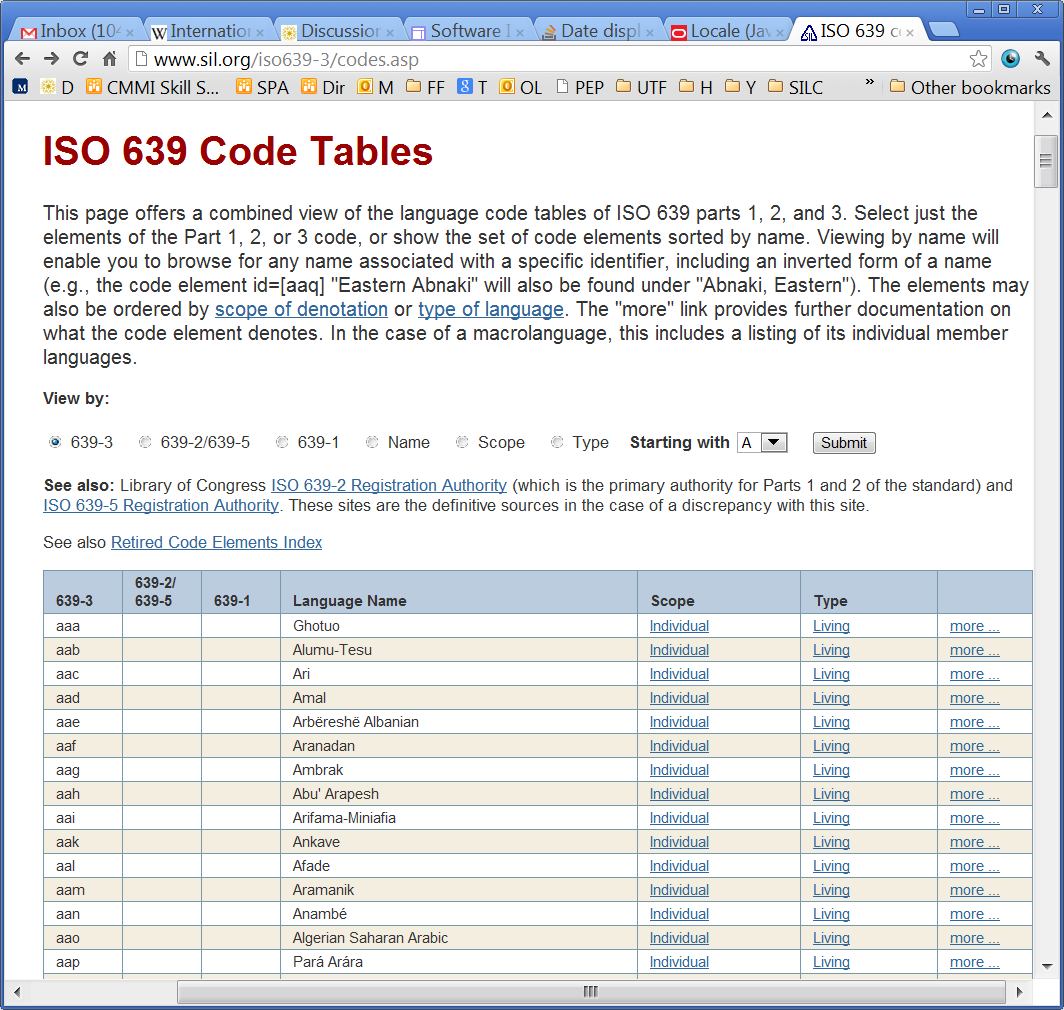 Inbox (104
Internation
Discussion
Software I
Date displ
Locale (Jav
ISO 639 co
www.sil.org/iso639-3/codes.asp
M D CMMI Skill S... SPA Dir M FF 8 T OL PEP UTF H Y SILC » Other bookmarks
ISO 639 Code Tables
This page offers a combined view of the language code tables of ISO 639 parts 1, 2, and 3. Select just the
elements of the Part 1, 2, or 3 code, or show the set of code elements sorted by name. Viewing by name will
enable you to browse for any name associated with a specific identifier, including an inverted form of a name
(e.g., the code element id=[aaq] "Eastern Abnaki" will also be found under "Abnaki, Eastern"). The elements may
also be ordered by scope of denotation or type of language. The "more" link provides further documentation on
what the code element denotes. In the case of a macrolanguage, this includes a listing of its individual member
languages.
View by:
639-3 639-2/639-5 639-1 Name Scope Type Starting with A Submit
See also: Library of Congress ISO 639-2 Registration Authority (which is the primary authority for Parts 1 and 2 of the standard) and
ISO 639-5 Registration Authority. These sites are the definitive sources in the case of a discrepancy with this site.
See also Retired Code Elements Index
639-2/
639-3 639-5 639-1 Language Name Scope Type
aaa Ghotuo Individual Living more ...
aab Alumu-Tesu Individual Living more ...
aac Ari Individual Living more ...
aad Amal Individual Living more ...
aae Arbëreshë Albanian Individual Living more ...
aaf Aranadan Individual Living more ...
aag Ambrak Individual Living more ...
aah Abu' Arapesh Individual Living more ...
aai Arifama-Miniafia Individual Living more ...
aak Ankave Individual Living more ...
aal Afade Individual Living more ...
aam Aramanik Individual Living more ...
aan Anambé Individual Living more ...
aao Algerian Saharan Arabic Individual Living more ...
aap Pará Arára Individual Living more ...